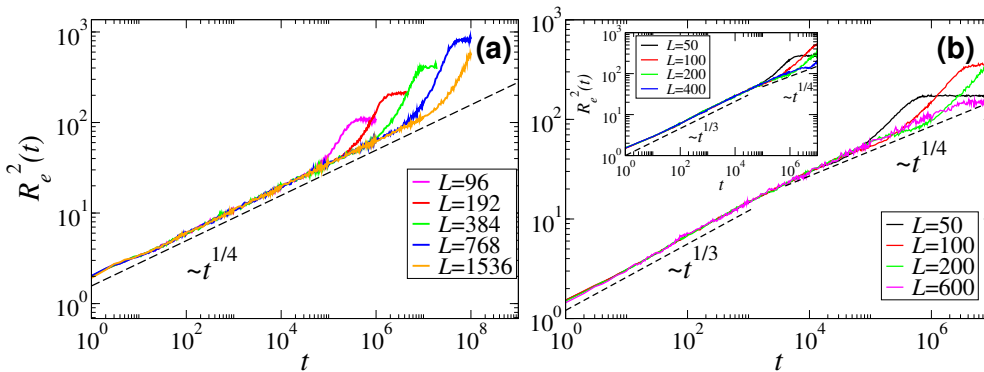 (a)
10^3
10^2
10^1
10^0
R_e^2(t)
~t^{1/4}
L=96
L=192
L=384
L=768
L=1536
10^0 10^2 10^4 10^6 10^8
t
(b)
10^2
10^1
10^0
~t^{1/3}
~t^{1/4}
L=50
L=100
L=200
L=600
10^0 10^2 10^4 10^6
t
10^3
10^2
10^1
10^0
R_e^2(t)
L=50
L=100
L=200
L=400
~t^{1/4}
~t^{1/3}
10^0 10^2 10^4 10^6
t